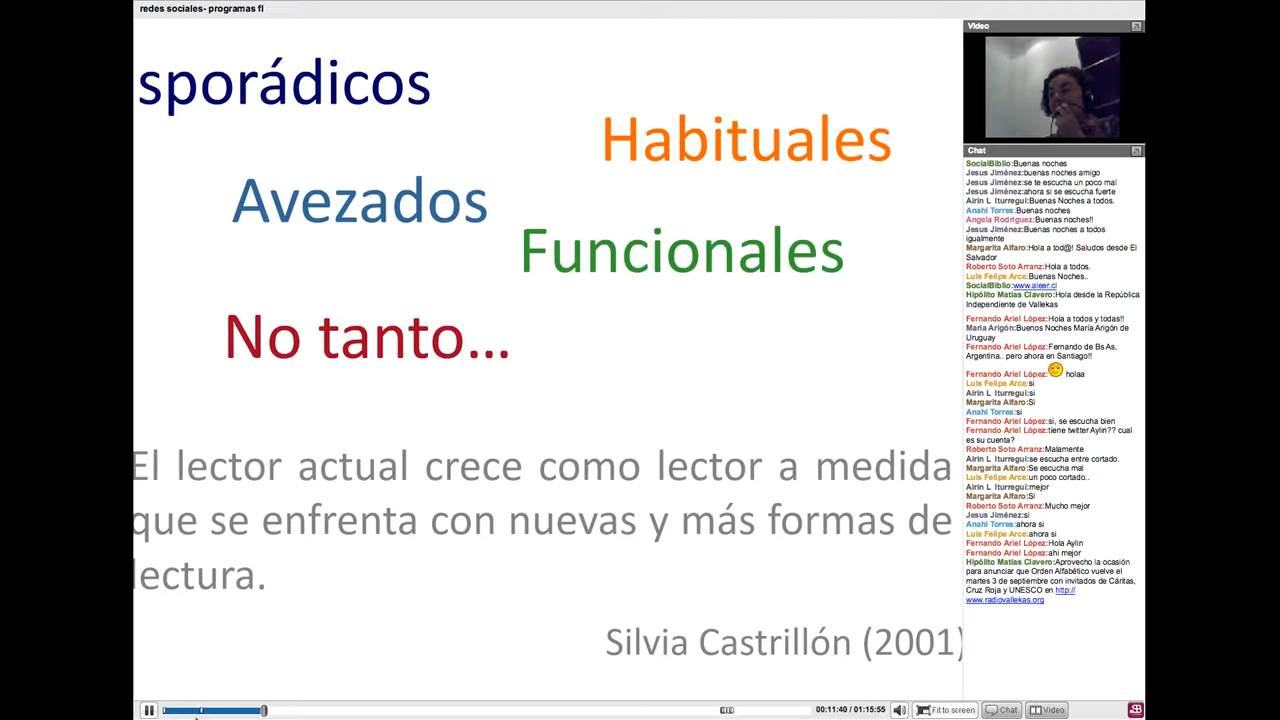 redes sociales- programas fl
sporádicos
Habituales
Avezados
Funcionales
No tanto...
El lector actual crece como lector a medida
que se enfrenta con nuevas y más formas de
lectura.
Silvia Castrillón (2001)
Video
Chat
SocialBiblio:Buenas noches
Jesus Jiménez:buenas noches amigo
Jesus Jiménez:se te escucha un poco mal
Jesus Jiménez:ahora si se escucha fuerte
Airin L Iturregui:Buenas Noches a todos.
Anahí Torres:Buenas noches
Angela Rodriguez:Buenas noches!!
Jesus Jiménez:Buenas noches a todos
igualmente
Margarita Alfaro:Hola a tod@! Saludos desde El
Salvador
Roberto Soto Arranz:Hola a todos.
Luis Felipe Arce:Buenas Noches..
SocialBiblio:www.aleer.cl
Hipólito Matias Clavero:Hola desde la República
Independiente de Vallekas
Fernando Ariel López:Hola a todos y todas!!
María Arigón:Buenos Noches María Arigón de
Uruguay
Fernando Ariel López:Fernando de Bs As,
Argentina.. pero ahora en Santiago!!
Fernando Ariel López: holaa
Luis Felipe Arce:si
Airin L Iturregui:si
Margarita Alfaro:Si
Anahí Torres:si
Fernando Ariel López:si, se escucha bien
Fernando Ariel López:tiene twitter Aylin?? cual
es su cuenta?
Roberto Soto Arranz:Malamente
Airin L Iturregui:se escucha entre cortado.
Margarita Alfaro:Se escucha mal
Luis Felipe Arce:un poco cortado..
Airin L Iturregui:mejor
Margarita Alfaro:Si
Roberto Soto Arranz:Mucho mejor
Jesus Jiménez:si
Anahí Torres:ahora si
Luis Felipe Arce:ahora si
Fernando Ariel López:Hola Aylin
Fernando Ariel López:ahi mejor
Hipólito Matias Clavero:Aprovecho la ocasión
para anunciar que Orden Alfabético vuelve el
martes 3 de septiembre con invitados de Cáritas,
Cruz Roja y UNESCO en http://
www.radiovallekas.org
00:11:40 / 01:15:55
Fit to screen
Chat
Video
SB